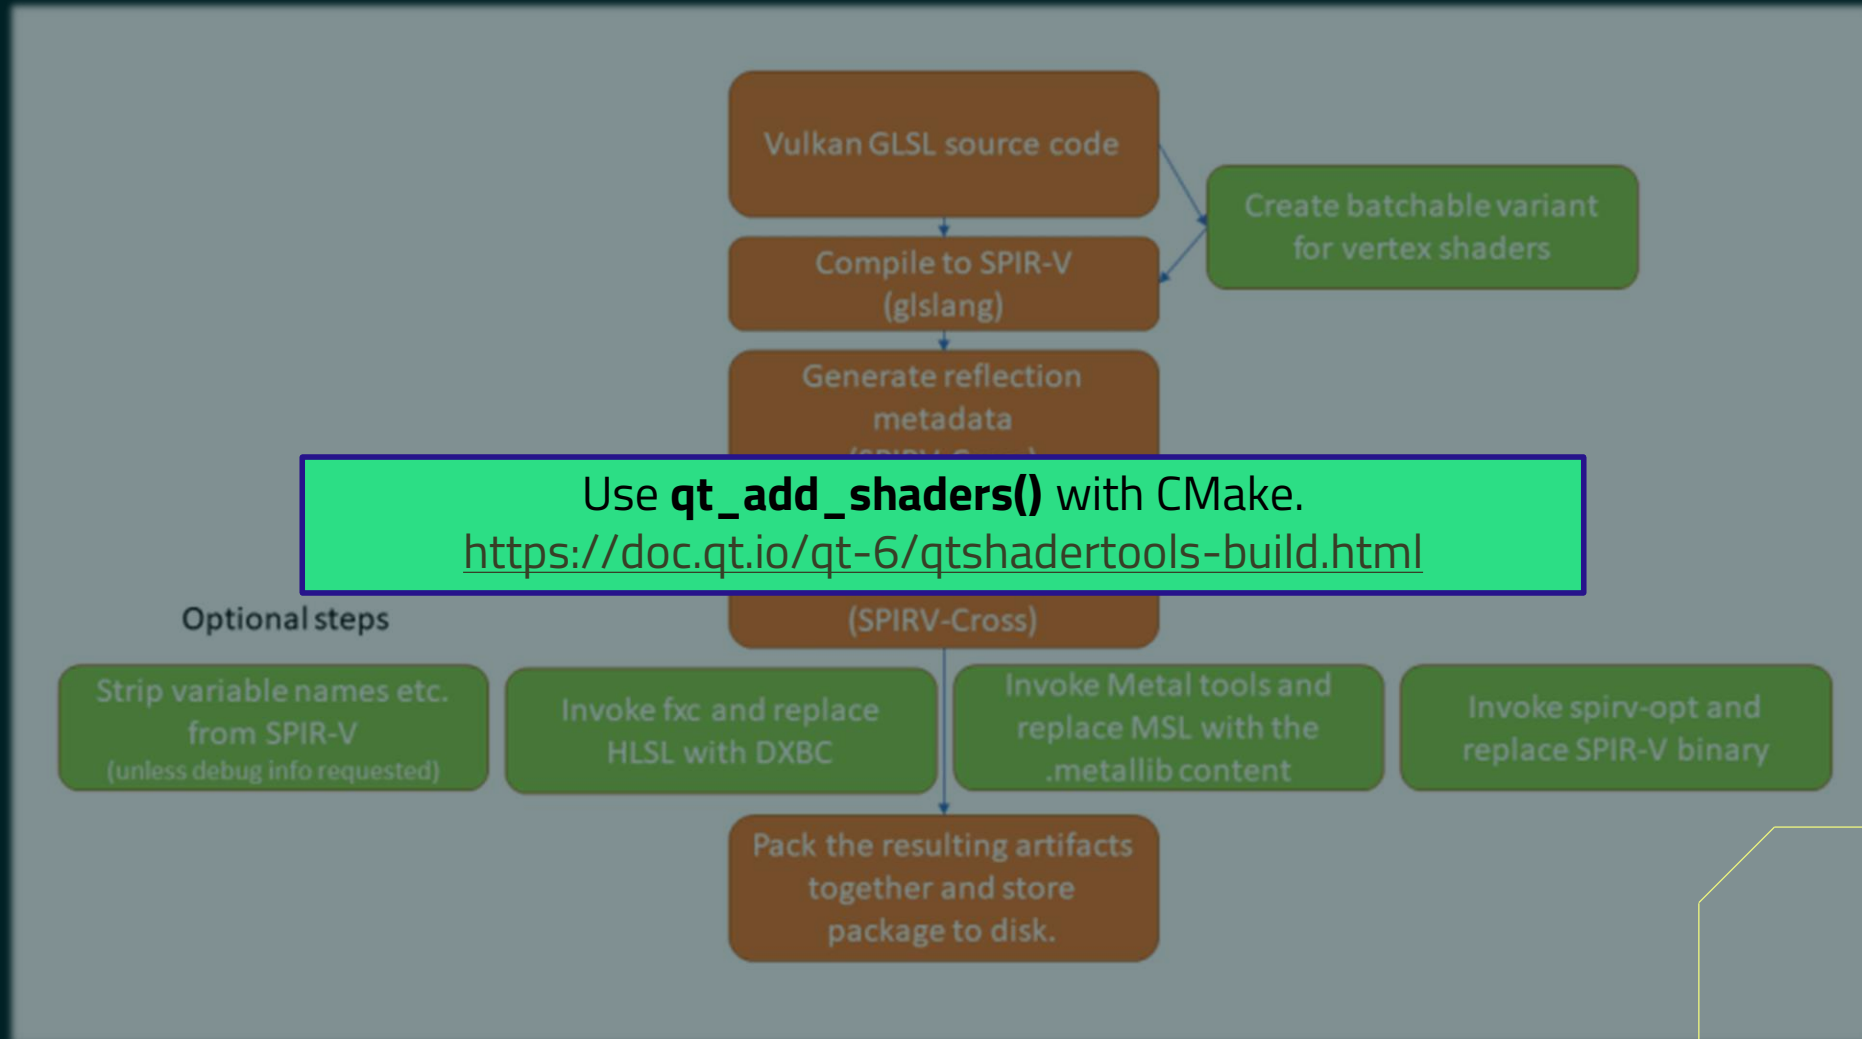 Vulkan GLSL source code
Create batchable variant
for vertex shaders
Compile to SPIR-V
(glslang)
Generate reflection
metadata
Use qt_add_shaders() with CMake.
https://doc.qt.io/qt-6/qtshadertools-build.html
Optional steps
(SPIRV-Cross)
Strip variable names etc.
from SPIR-V
(unless debug info requested)
Invoke fxc and replace
HLSL with DXBC
Invoke Metal tools and
replace MSL with the
.metallib content
Invoke spirv-opt and
replace SPIR-V binary
Pack the resulting artifacts
together and store
package to disk.